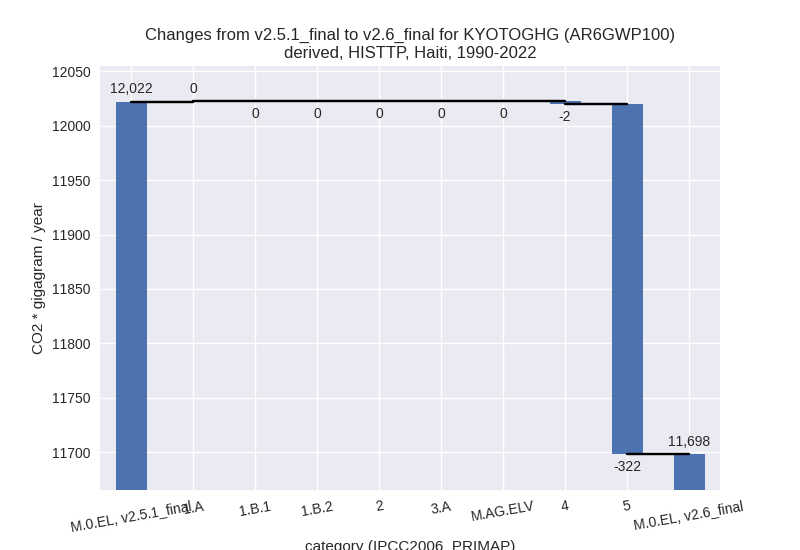 Changes from v2.5.1_final to v2.6_final for KYOTOGHG (AR6GWP100)
derived, HISTTP, Haiti, 1990-2022
CO2 * gigagram / year
12050
12000
11950
11900
11850
11800
11750
11700
12,022
0
0
0
0
0
0
-2
-322
11,698
M.0.EL, v2.5.1_final
1.A
1.B.1
1.B.2
2
3.A
M.AG.ELV
4
5
M.0.EL, v2.6_final
category (IPCC2006_PRIMAP)